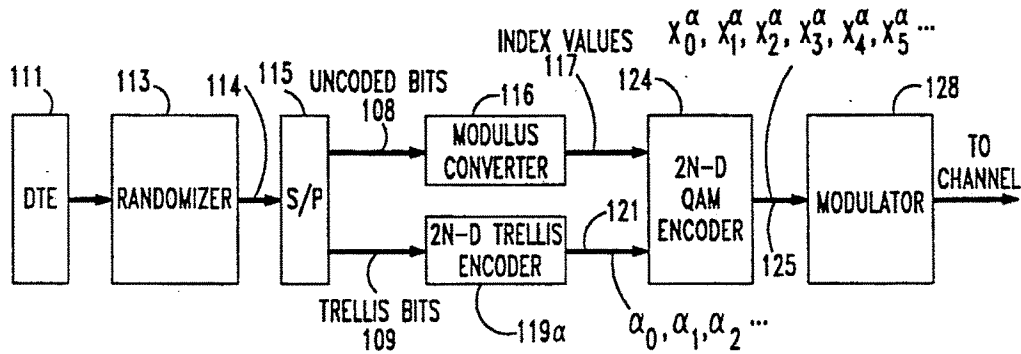 X₀^α, X₁^α, X₂^α, X₃^α, X₄^α, X₅^α ...
INDEX VALUES
117
111
113
114
115
UNCODED BITS
108
116
124
128
DTE
RANDOMIZER
S/P
MODULUS
CONVERTER
2N-D
QAM
ENCODER
MODULATOR
TO
CHANNEL
2N-D TRELLIS
ENCODER
121
125
TRELLIS BITS
109
119α
α₀, α₁, α₂ ...